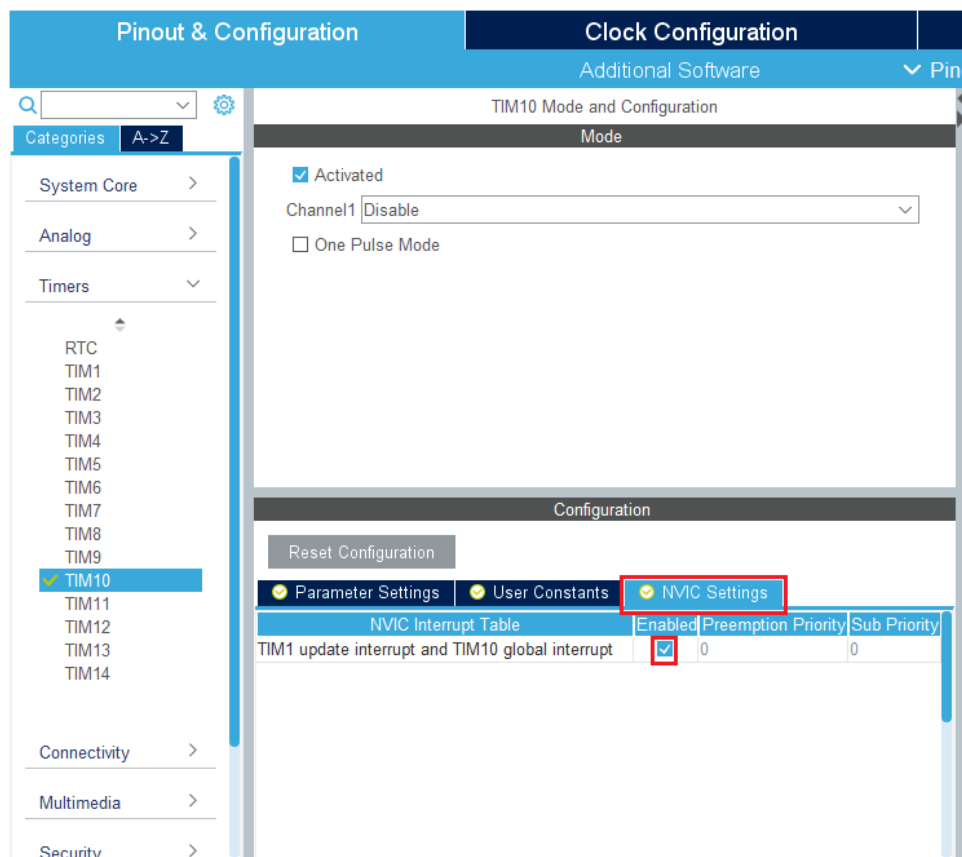 Pinout & Configuration
Clock Configuration
Additional Software
Pin
TIM10 Mode and Configuration
Categories
A->Z
Mode
System Core
Analog
Timers
RTC
TIM1
TIM2
TIM3
TIM4
TIM5
TIM6
TIM7
TIM8
TIM9
TIM10
TIM11
TIM12
TIM13
TIM14
Connectivity
Multimedia
Security
Activated
Channel1 Disable
One Pulse Mode
Configuration
Reset Configuration
Parameter Settings
User Constants
NVIC Settings
NVIC Interrupt Table Enabled Preemption Priority Sub Priority
TIM1 update interrupt and TIM10 global interrupt 0 0